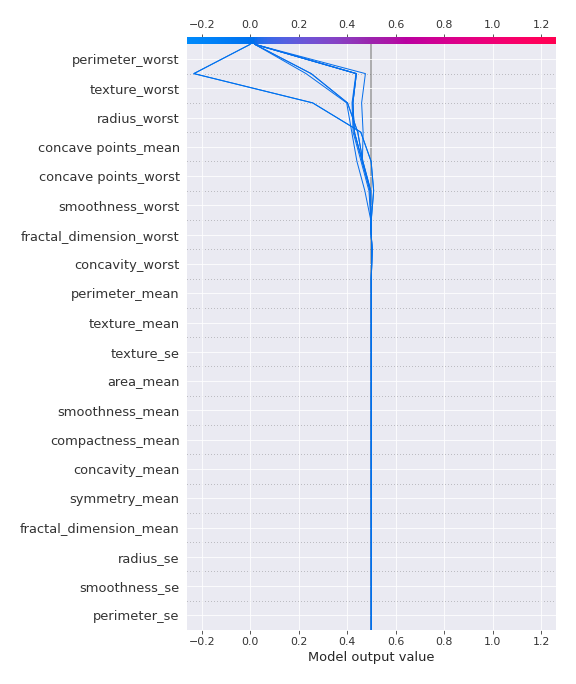 −0.2 0.0 0.2 0.4 0.6 0.8 1.0 1.2
perimeter_worst
texture_worst
radius_worst
concave points_mean
concave points_worst
smoothness_worst
fractal_dimension_worst
concavity_worst
perimeter_mean
texture_mean
texture_se
area_mean
smoothness_mean
compactness_mean
concavity_mean
symmetry_mean
fractal_dimension_mean
radius_se
smoothness_se
perimeter_se
−0.2 0.0 0.2 0.4 0.6 0.8 1.0 1.2
Model output value